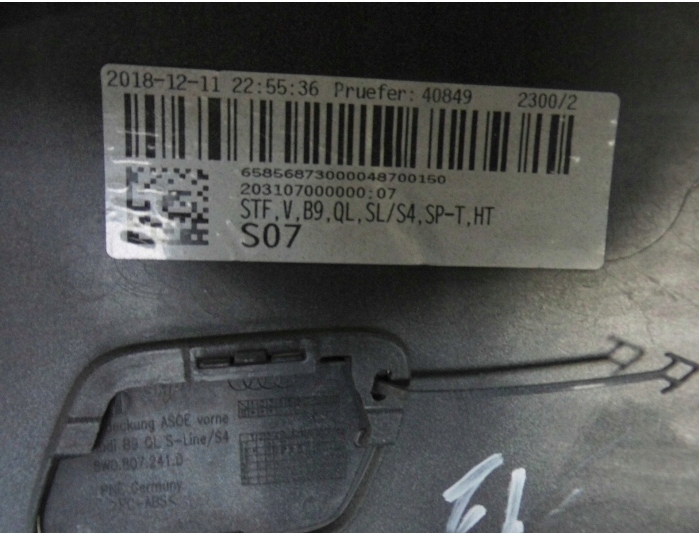 2018-12-11 22:55:36 Pruefer: 40849 2300/2
658568730000048700150
203107000000:07
STF,V,B9,QL,SL/S4,SP-T,HT
S07
ASOE vorne
B9 QL S-Line/S4
8W0.807.241.D
Germany